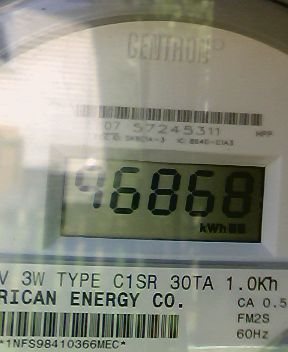 CENTRON
07 57245311
96868
kWh
V 3W TYPE C1SR 30TA 1.0Kh
RICAN ENERGY CO. CA 0.5
FM2S
60Hz
*1NFS98410366MEC*